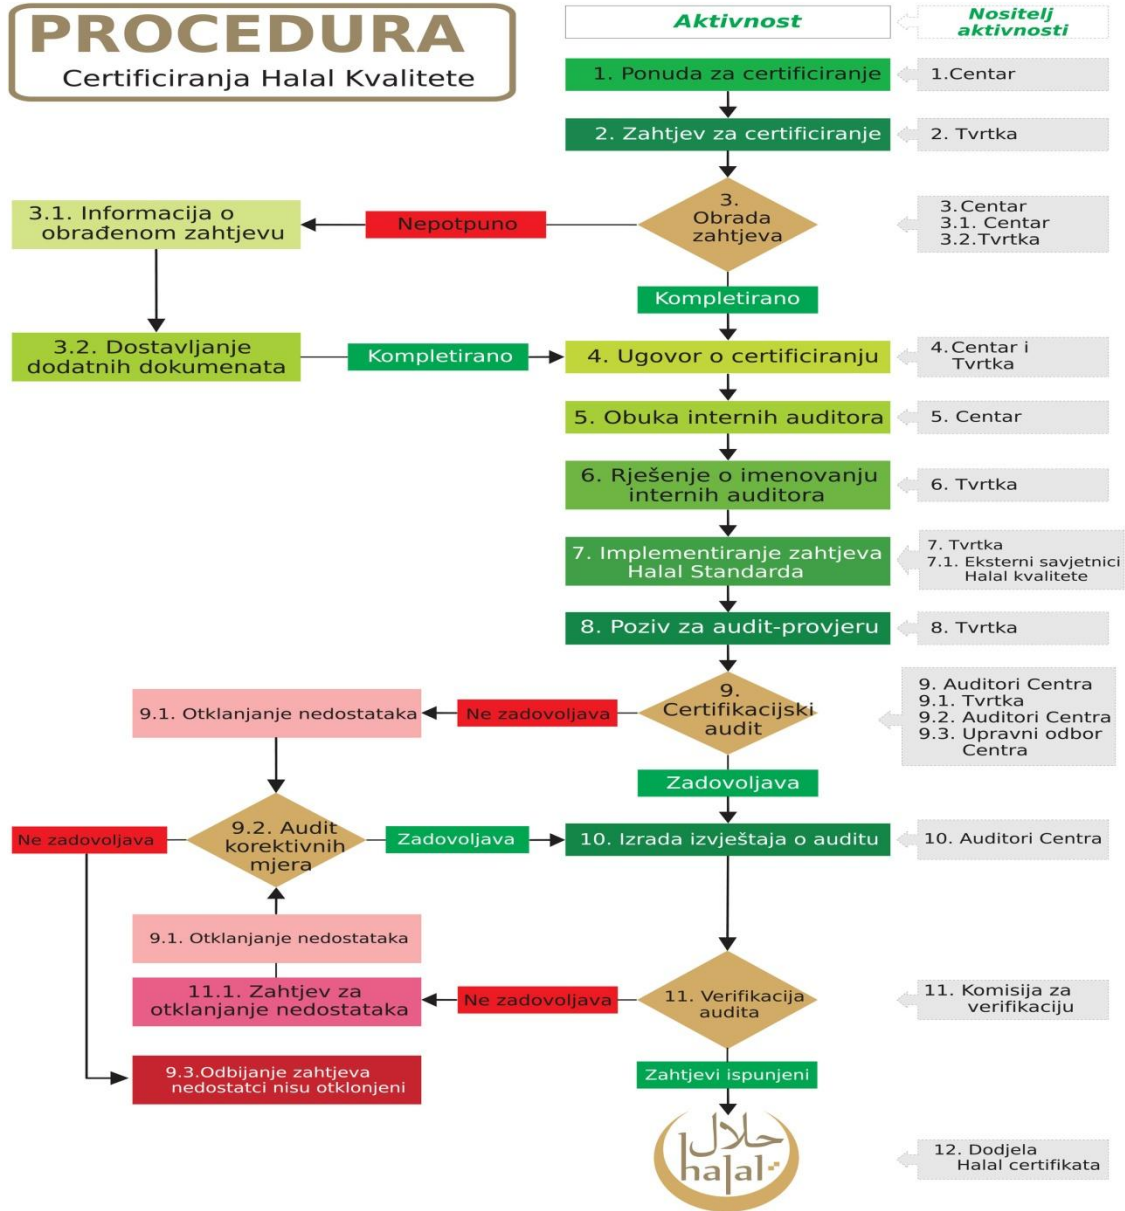 PROCEDURA
Certificiranja Halal Kvalitete
Aktivnost
Nositelj
aktivnosti
1. Ponuda za certificiranje
1.Centar
2. Zahtjev za certificiranje
2. Tvrtka
3.
Obrada
zahtjeva
3.Centar
3.1. Centar
3.2.Tvrtka
Nepotpuno
3.1. Informacija o
obrađenom zahtjevu
Kompletirano
3.2. Dostavljanje
dodatnih dokumenata
Kompletirano
4. Ugovor o certificiranju
4.Centar i
Tvrtka
5. Obuka internih auditora
5. Centar
6. Rješenje o imenovanju
internih auditora
6. Tvrtka
7. Implementiranje zahtjeva
Halal Standarda
7. Tvrtka
7.1. Eksterni savjetnici
Halal kvalitete
8. Poziv za audit-provjeru
8. Tvrtka
9.
Certifikacijski
audit
9. Auditori Centra
9.1. Tvrtka
9.2. Auditori Centra
9.3. Upravni odbor
Centra
Ne zadovoljava
9.1. Otklanjanje nedostataka
Zadovoljava
Ne zadovoljava
9.2. Audit
korektivnih
mjera
Zadovoljava
10. Izrada izvještaja o auditu
10. Auditori Centra
9.1. Otklanjanje nedostataka
11.1. Zahtjev za
otklanjanje nedostataka
Ne zadovoljava
11. Verifikacija
audita
11. Komisija za
verifikaciju
9.3.Odbijanje zahtjeva
nedostatci nisu otklonjeni
Zahtjevi ispunjeni
حلال
halal
12. Dodjela
Halal certifikata